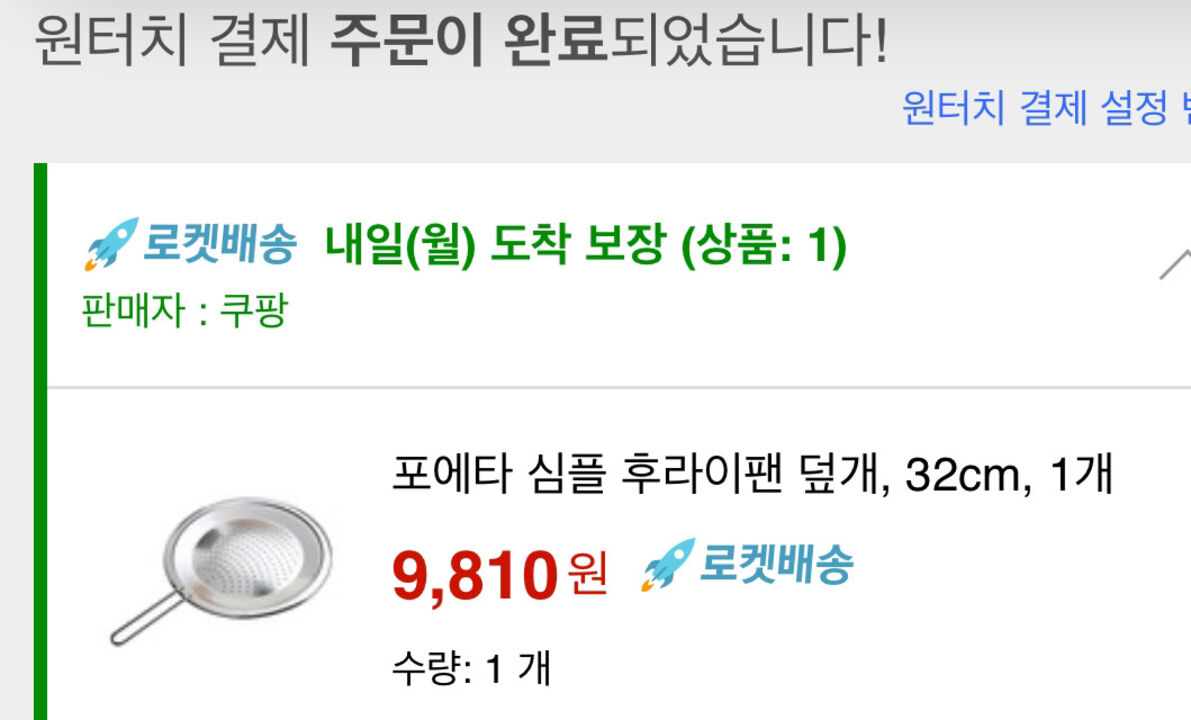 원터치 결제 주문이 완료되었습니다!
원터치 결제 설정
로켓배송 내일(월) 도착 보장 (상품: 1)
판매자 : 쿠팡
포에타 심플 후라이팬 덮개, 32cm, 1개
9,810원 로켓배송
수량: 1 개